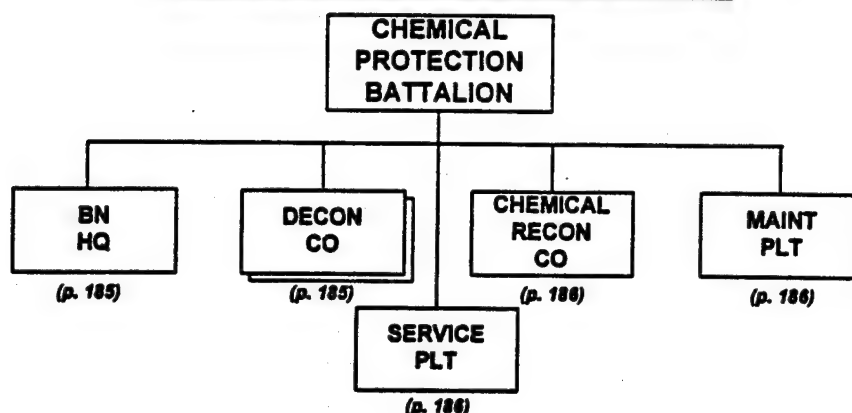 CHEMICAL
PROTECTION
BATTALION
BN
HQ
(p. 185)
DECON
CO
(p. 185)
CHEMICAL
RECON
CO
(p. 186)
MAINT
PLT
(p. 186)
SERVICE
PLT
(p. 186)